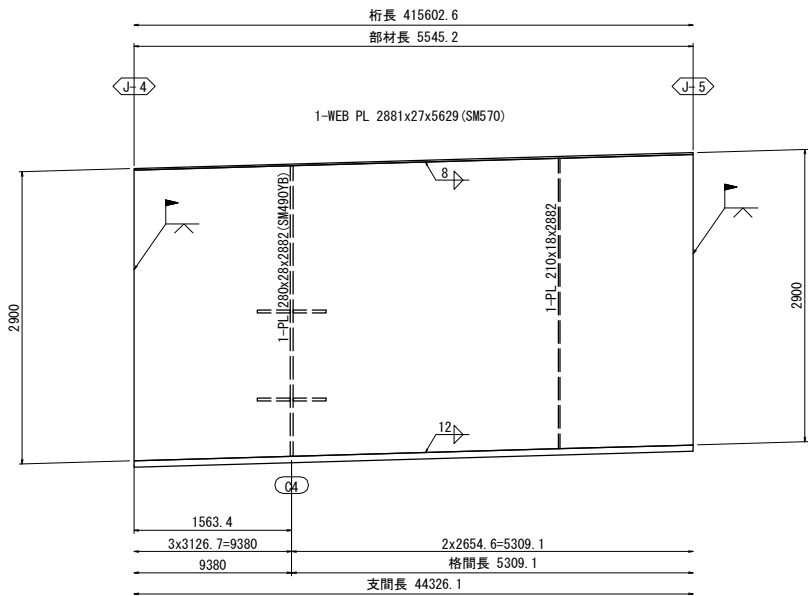 桁長 415602.6
部材長 5545.2
J-4
J-5
1-WEB PL 2881x27x5629(SM570)
8
1-PL 280x28x2882(SM490YB)
1-PL 210x18x2882
2900
2900
12
C4
1563.4
3x3126.7=9380
2x2654.6=5309.1
9380
格間長 5309.1
支間長 44326.1